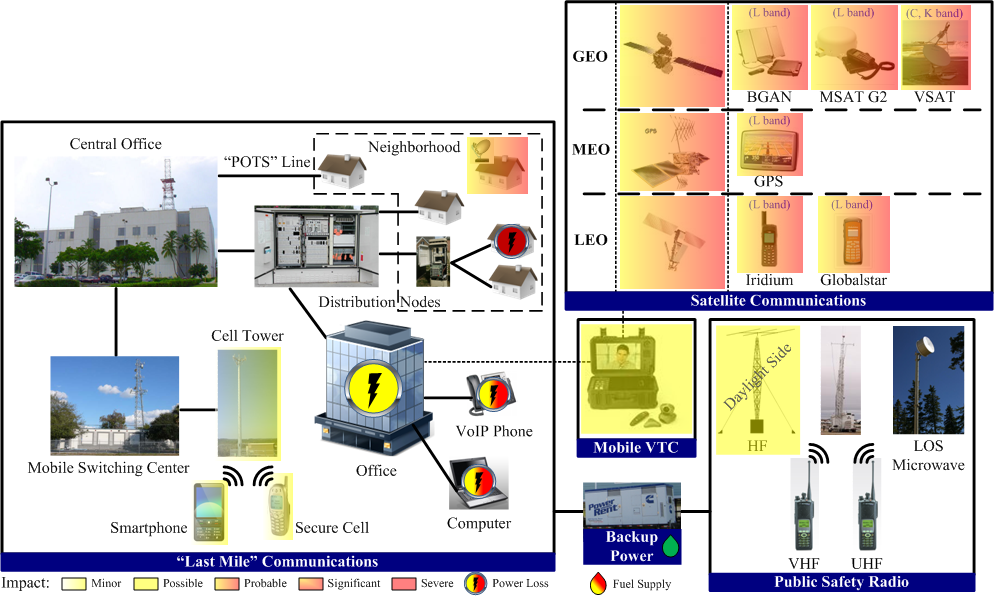 (L band) (L band) (C, K band)
GEO
BGAN MSAT G2 VSAT
(L band)
GPS
MEO
GPS
(L band) (L band)
LEO
Iridium Globalstar
Satellite Communications
Central Office
"POTS" Line
Neighborhood
Distribution Nodes
Cell Tower
Mobile Switching Center
Office
VoIP Phone
Computer
Smartphone
Secure Cell
"Last Mile" Communications
Mobile VTC
Power
Rent
Backup
Power
Daylight Side
HF
LOS
Microwave
VHF UHF
Public Safety Radio
Impact: Minor Possible Probable Significant Severe Power Loss Fuel Supply